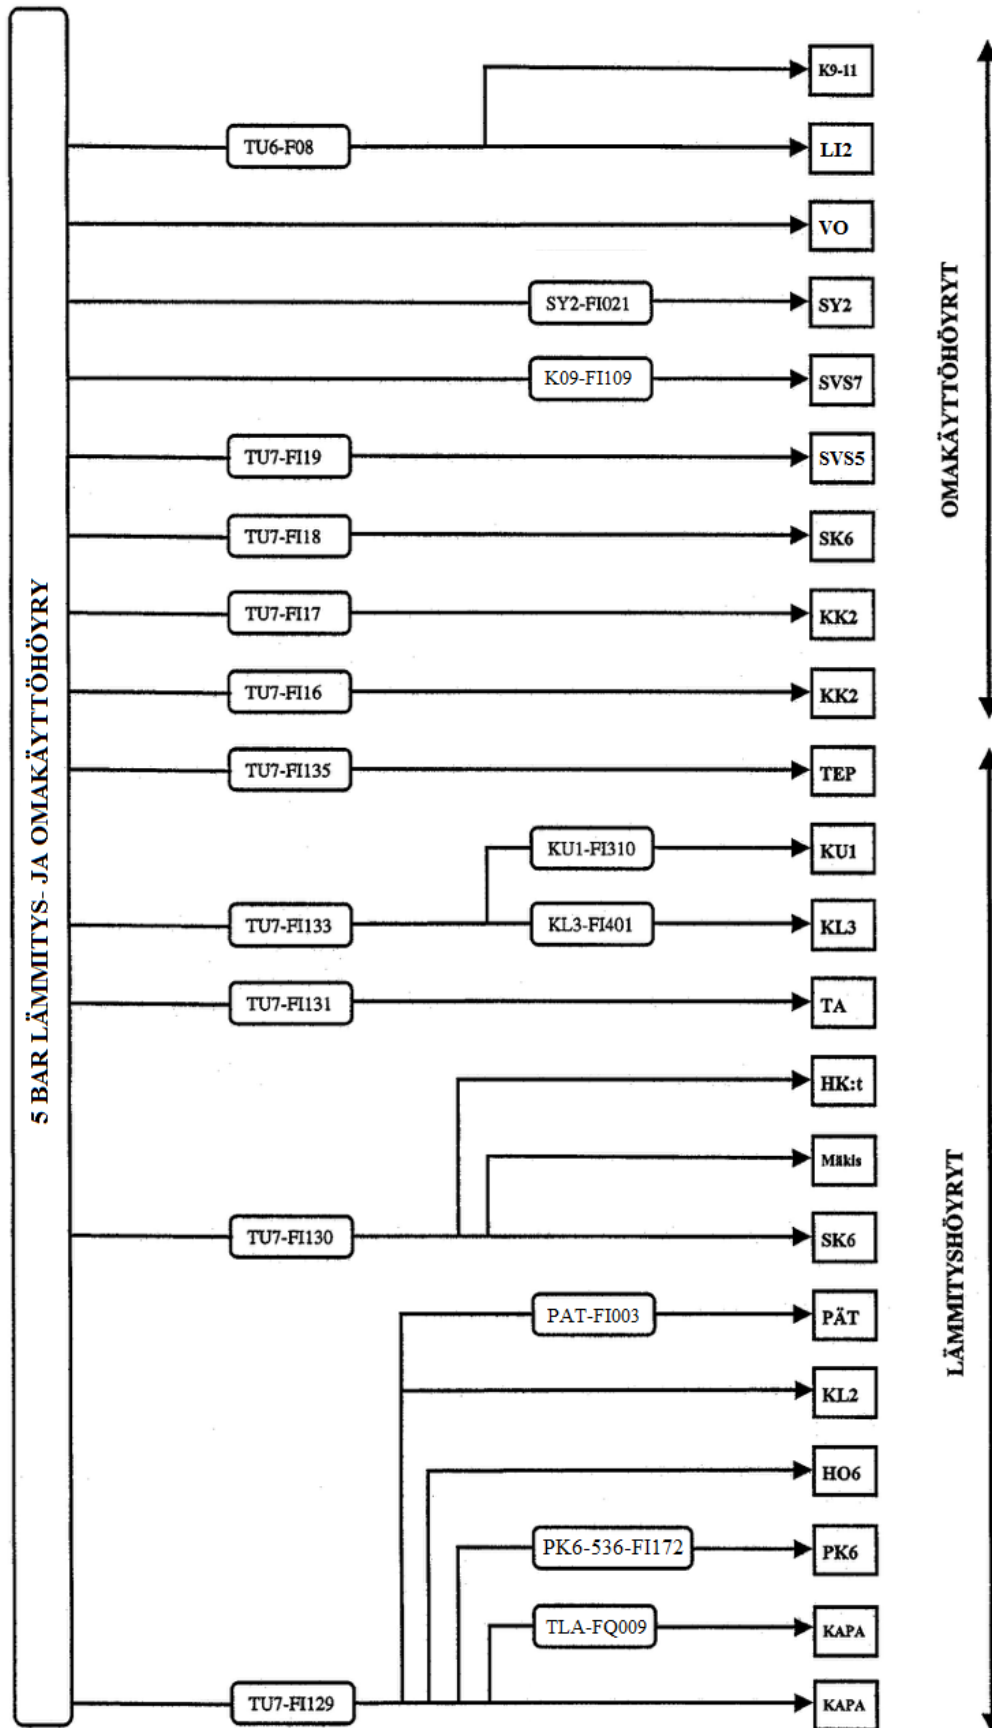 5 BAR LÄMMITYS- JA OMAKÄYTTÖHÖYRY
K9-11
TU6-F08
LI2
VO
SY2-FI021
SY2
K09-FI109
SVS7
TU7-FI19
SVS5
TU7-FI18
SK6
TU7-FI17
KK2
TU7-FI16
KK2
OMAKÄYTTÖHÖYRYT
TU7-FI135
TEP
KU1-FI310
KU1
TU7-FI133
KL3-FI401
KL3
TU7-FI131
TA
HK:t
Mäkis
TU7-FI130
SK6
PAT-FI003
PÄT
KL2
HO6
PK6-536-FI172
PK6
TLA-FQ009
KAPA
TU7-FI129
KAPA
LÄMMITYSHÖYRYT